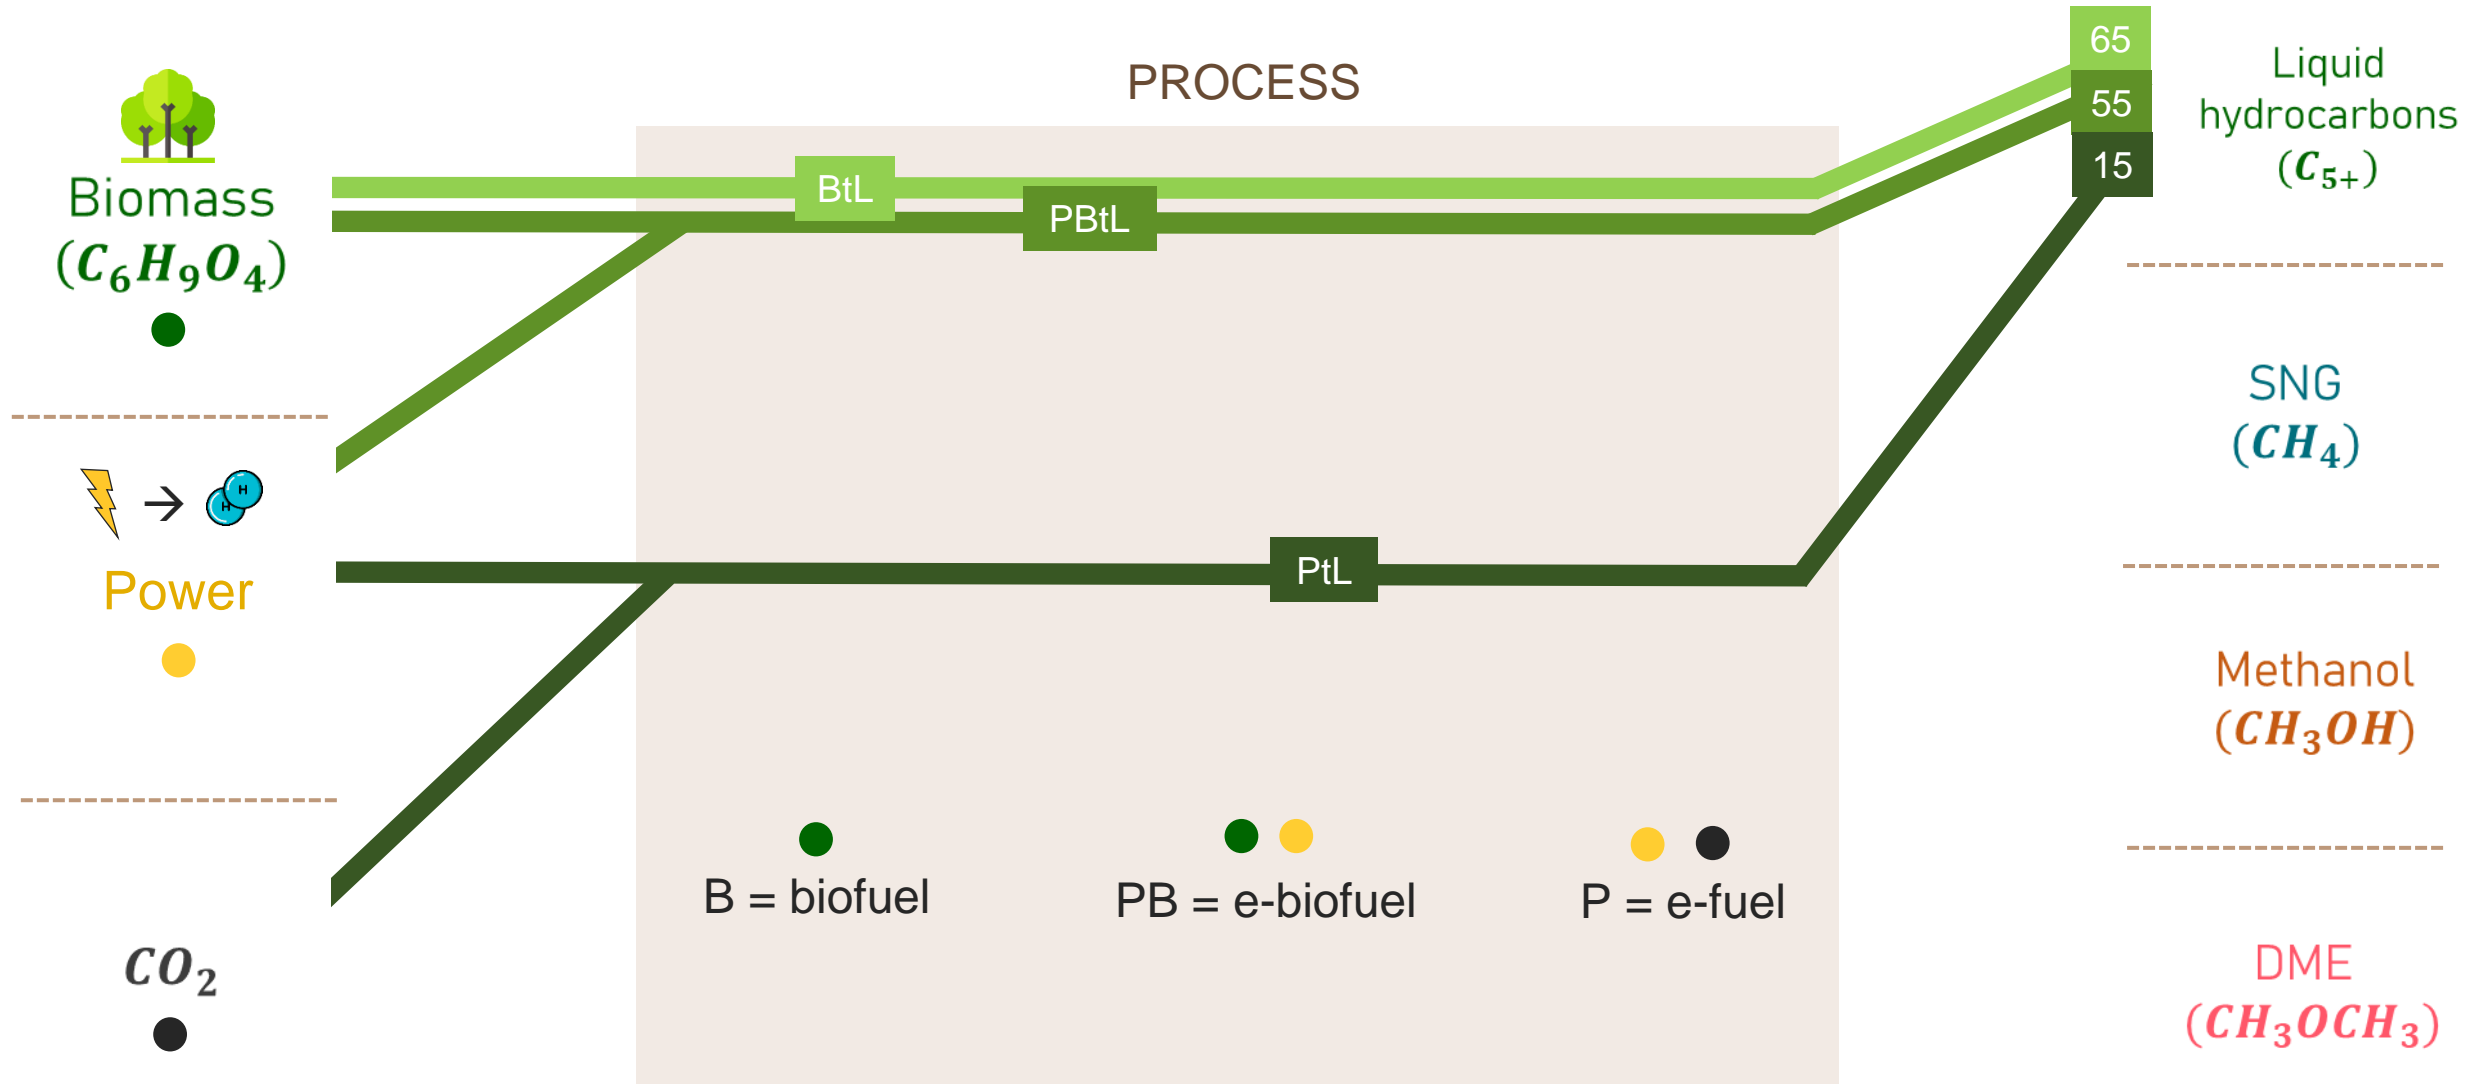 PROCESS
Biomass
(C₆H₉O₄)
H
H
→
Power
CO₂
BtL
PBtL
PtL
B = biofuel
PB = e-biofuel
P = e-fuel
65
55
15
Liquid
hydrocarbons
(C₅₊)
SNG
(CH₄)
Methanol
(CH₃OH)
DME
(CH₃OCH₃)